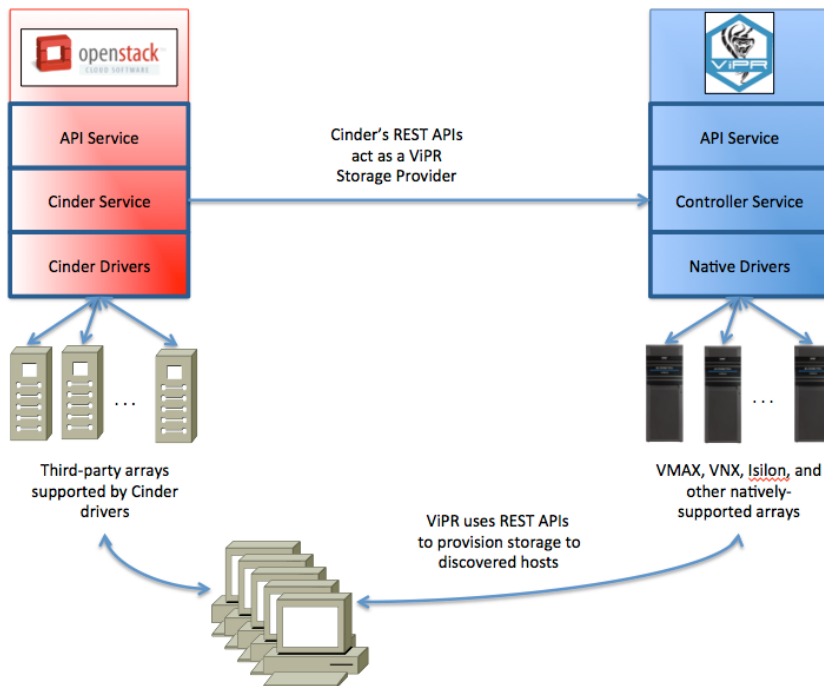 openstack
CLOUD SOFTWARE
ViPR
API Service
Cinder Service
Cinder Drivers
Cinder's REST APIs
act as a ViPR
Storage Provider
API Service
Controller Service
Native Drivers
...
...
Third-party arrays
supported by Cinder
drivers
VMAX, VNX, Isilon, and
other natively-
supported arrays
ViPR uses REST APIs
to provision storage to
discovered hosts